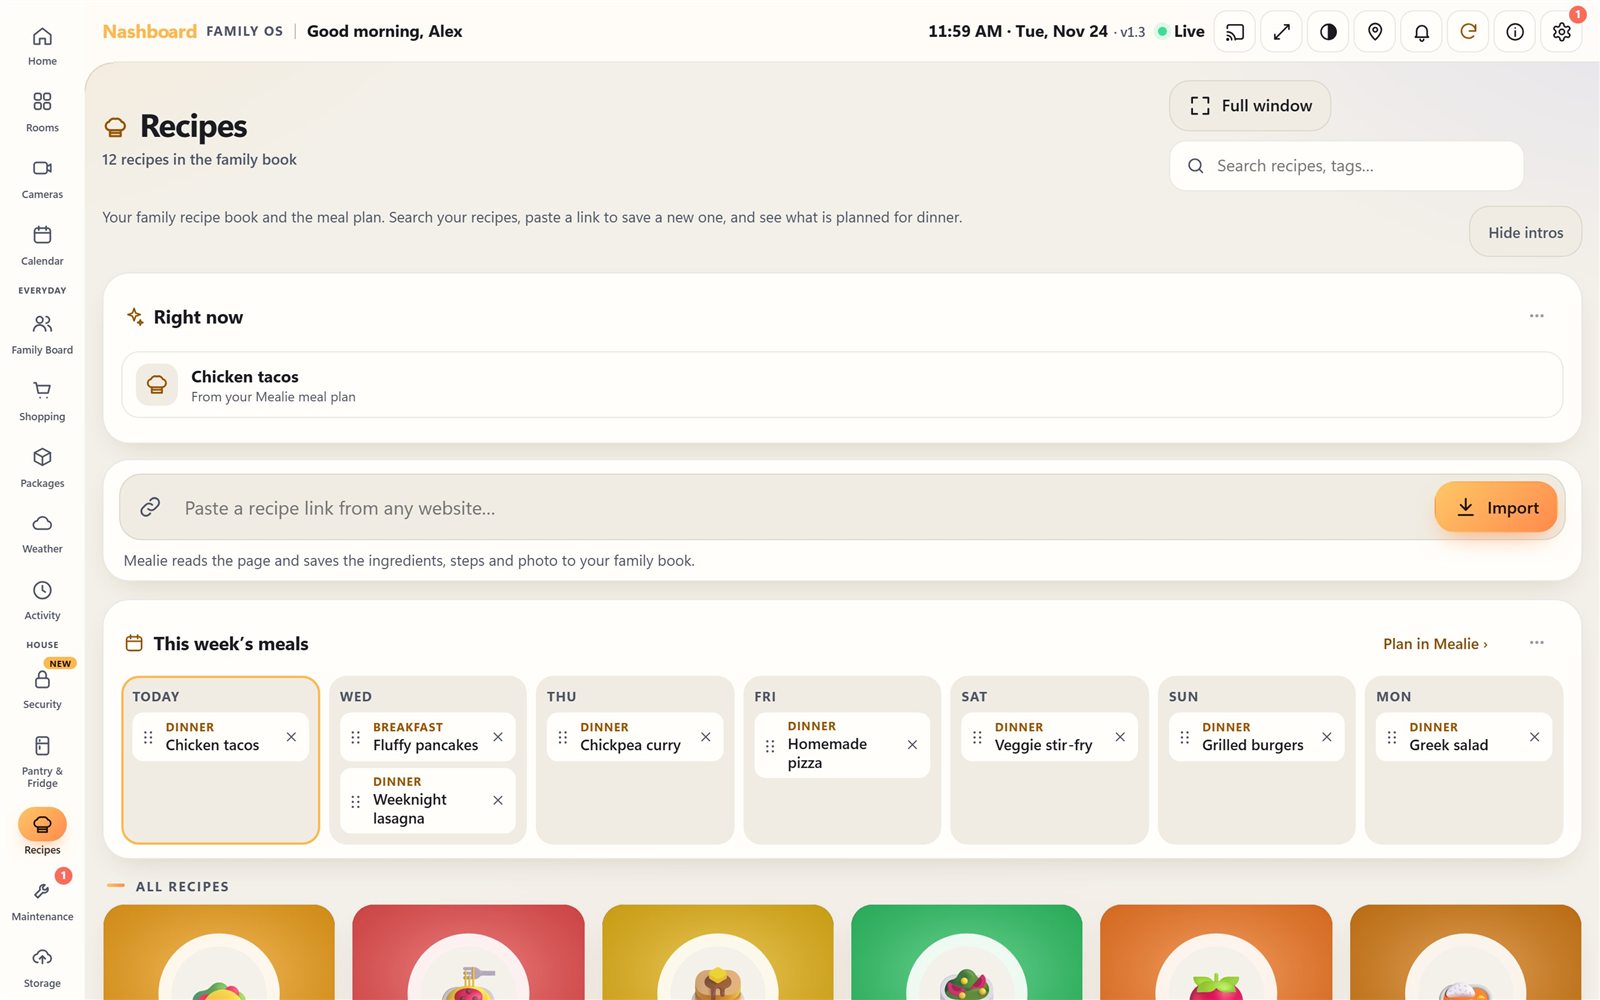 Nashboard FAMILY OS Good morning, Alex
11:59 AM · Tue, Nov 24 · v1.3 Live
1
Home
Rooms
Cameras
Calendar
EVERYDAY
Family Board
Shopping
Packages
Weather
Activity
HOUSE
NEW
Security
Pantry &
Fridge
Recipes
1
Maintenance
Storage
Recipes
12 recipes in the family book
Full window
Search recipes, tags...
Your family recipe book and the meal plan. Search your recipes, paste a link to save a new one, and see what is planned for dinner.
Hide intros
Right now
Chicken tacos
From your Mealie meal plan
Paste a recipe link from any website...
Import
Mealie reads the page and saves the ingredients, steps and photo to your family book.
This week's meals
Plan in Mealie ›
TODAY
DINNER
Chicken tacos
WED
BREAKFAST
Fluffy pancakes
DINNER
Weeknight
lasagna
THU
DINNER
Chickpea curry
FRI
DINNER
Homemade
pizza
SAT
DINNER
Veggie stir-fry
SUN
DINNER
Grilled burgers
MON
DINNER
Greek salad
ALL RECIPES